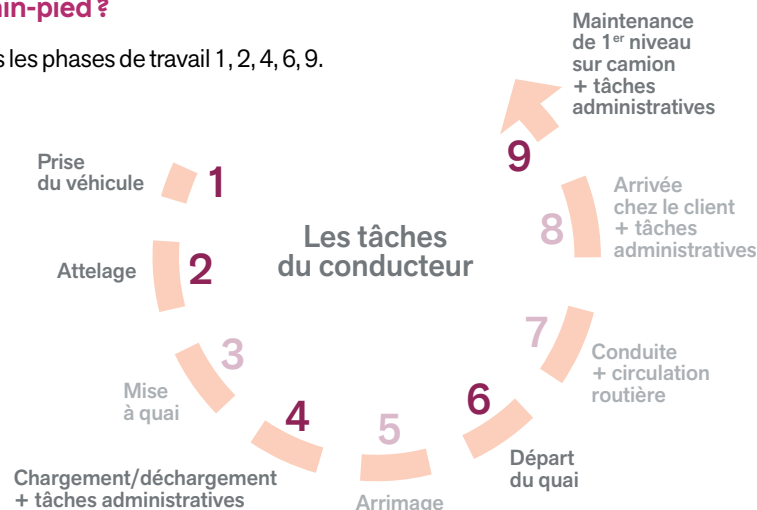 in-pied ?
s les phases de travail 1, 2, 4, 6, 9.
Les tâches
du conducteur
1
Prise
du véhicule
2
Attelage
3
Mise
à quai
4
Chargement/déchargement
+ tâches administratives
5
Arrimage
6
Départ
du quai
7
Conduite
+ circulation
routière
8
Arrivée
chez le client
+ tâches
administratives
9
Maintenance
de 1er niveau
sur camion
+ tâches
administratives